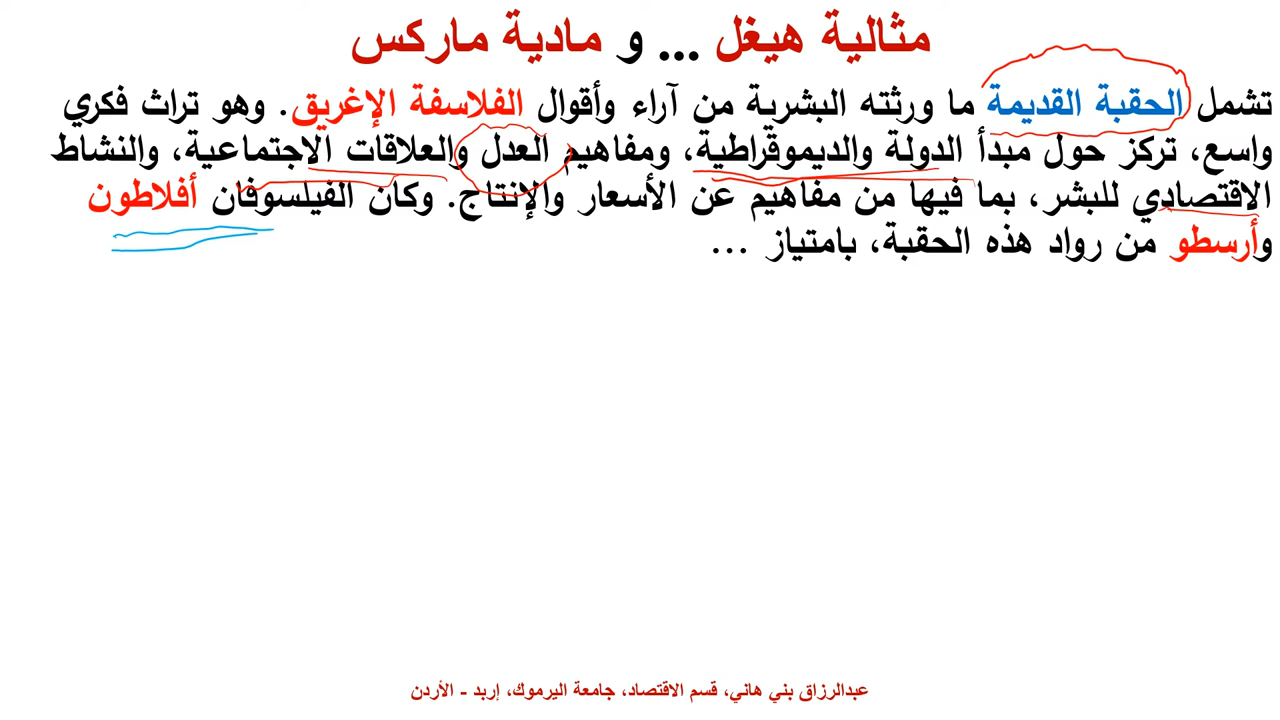 مثالية هيغل ... و مادية ماركس
تشمل الحقبة القديمة ما ورثته البشرية من آراء وأقوال الفلاسفة الإغريق. وهو تراث فكري
واسع، تركز حول مبدأ الدولة والديموقراطية، ومفاهيم العدل والعلاقات الاجتماعية، والنشاط
الاقتصادي للبشر، بما فيها من مفاهيم عن الأسعار والإنتاج. وكان الفيلسوفان أفلاطون
وأرسطو من رواد هذه الحقبة، بامتياز ...
عبدالرزاق بني هاني، قسم الاقتصاد، جامعة اليرموك، إربد - الأردن